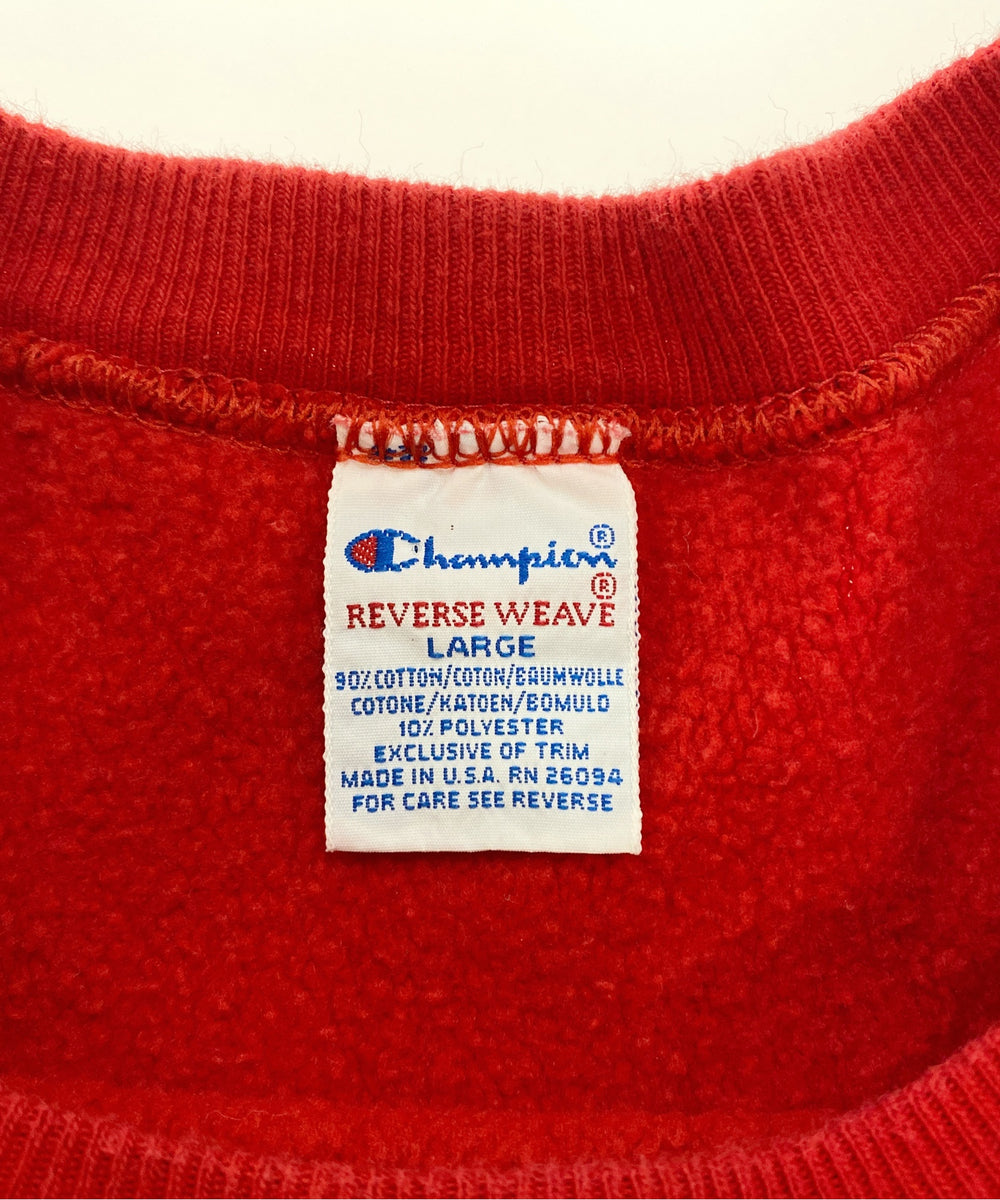 Champion®
®
REVERSE WEAVE
LARGE
90% COTTON/COTON/BAUMWOLLE
COTONE/KATOEN/BOMULD
10% POLYESTER
EXCLUSIVE OF TRIM
MADE IN U.S.A. RN 26094
FOR CARE SEE REVERSE